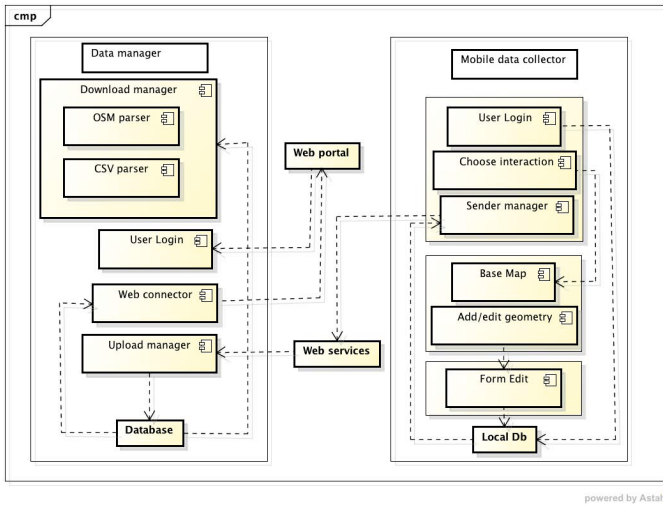 cmp
Data manager
Download manager
OSM parser
CSV parser
User Login
Web connector
Upload manager
Database
Web portal
Web services
Mobile data collector
User Login
Choose interaction
Sender manager
Base Map
Add/edit geometry
Form Edit
Local Db
powered by Astah